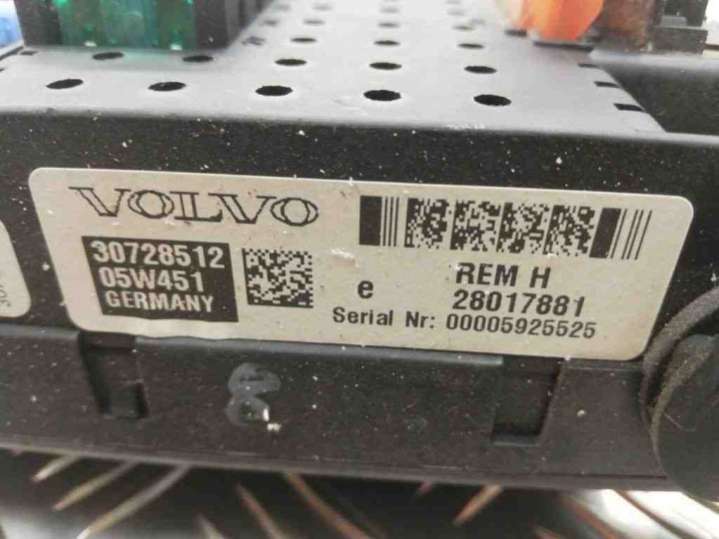 VOLVO
30728512
05W451
GERMANY
e
REM H
28017881
Serial Nr: 00005925525